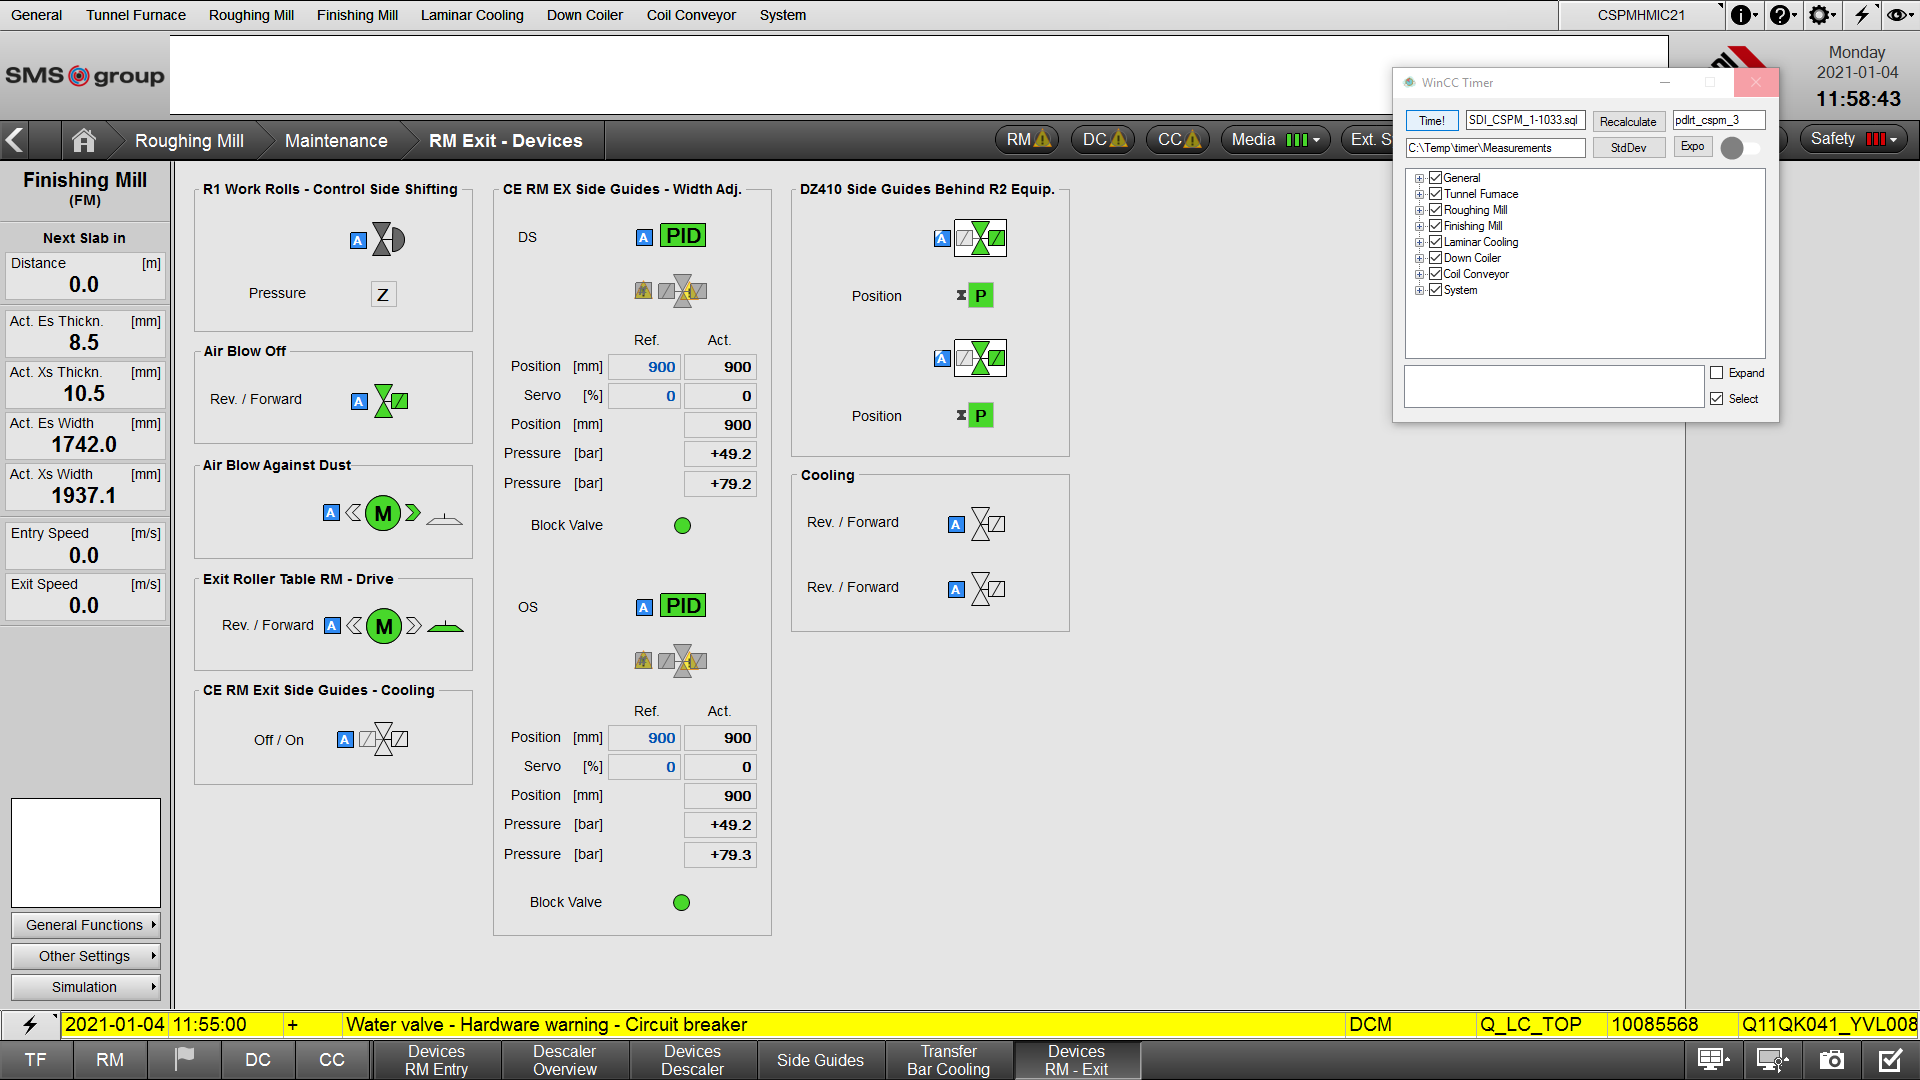 General Tunnel Furnace Roughing Mill Finishing Mill Laminar Cooling Down Coiler Coil Conveyor System CSPMHMIC21
SMS group
Monday
2021-01-04
11:58:43
Roughing Mill Maintenance RM Exit - Devices RM DC CC Media Ext. S Safety
WinCC Timer
Time! SDI_CSPM_1-1033.sql Recalculate pdlrt_cspm_3
C:\Temp\timer\Measurements StdDev Expo
General
Tunnel Furnace
Roughing Mill
Finishing Mill
Laminar Cooling
Down Coiler
Coil Conveyor
System
Expand
Select
Finishing Mill
(FM)
Next Slab in
Distance [m]
0.0
Act. Es Thickn. [mm]
8.5
Act. Xs Thickn. [mm]
10.5
Act. Es Width [mm]
1742.0
Act. Xs Width [mm]
1937.1
Entry Speed [m/s]
0.0
Exit Speed [m/s]
0.0
General Functions
Other Settings
Simulation
R1 Work Rolls - Control Side Shifting
A
Pressure Z
Air Blow Off
Rev. / Forward A
Air Blow Against Dust
A M
Exit Roller Table RM - Drive
Rev. / Forward A M
CE RM Exit Side Guides - Cooling
Off / On A
CE RM EX Side Guides - Width Adj.
DS A PID
Ref. Act.
Position [mm] 900 900
Servo [%] 0 0
Position [mm] 900
Pressure [bar] +49.2
Pressure [bar] +79.2
Block Valve
OS A PID
Ref. Act.
Position [mm] 900 900
Servo [%] 0 0
Position [mm] 900
Pressure [bar] +49.2
Pressure [bar] +79.3
Block Valve
DZ410 Side Guides Behind R2 Equip.
A
Position P
A
Position P
Cooling
Rev. / Forward A
Rev. / Forward A
2021-01-04 11:55:00 + Water valve - Hardware warning - Circuit breaker DCM Q_LC_TOP 10085568 Q11QK041_YVL008
TF RM DC CC
Devices
RM Entry
Descaler
Overview
Devices
Descaler
Side Guides
Transfer
Bar Cooling
Devices
RM - Exit